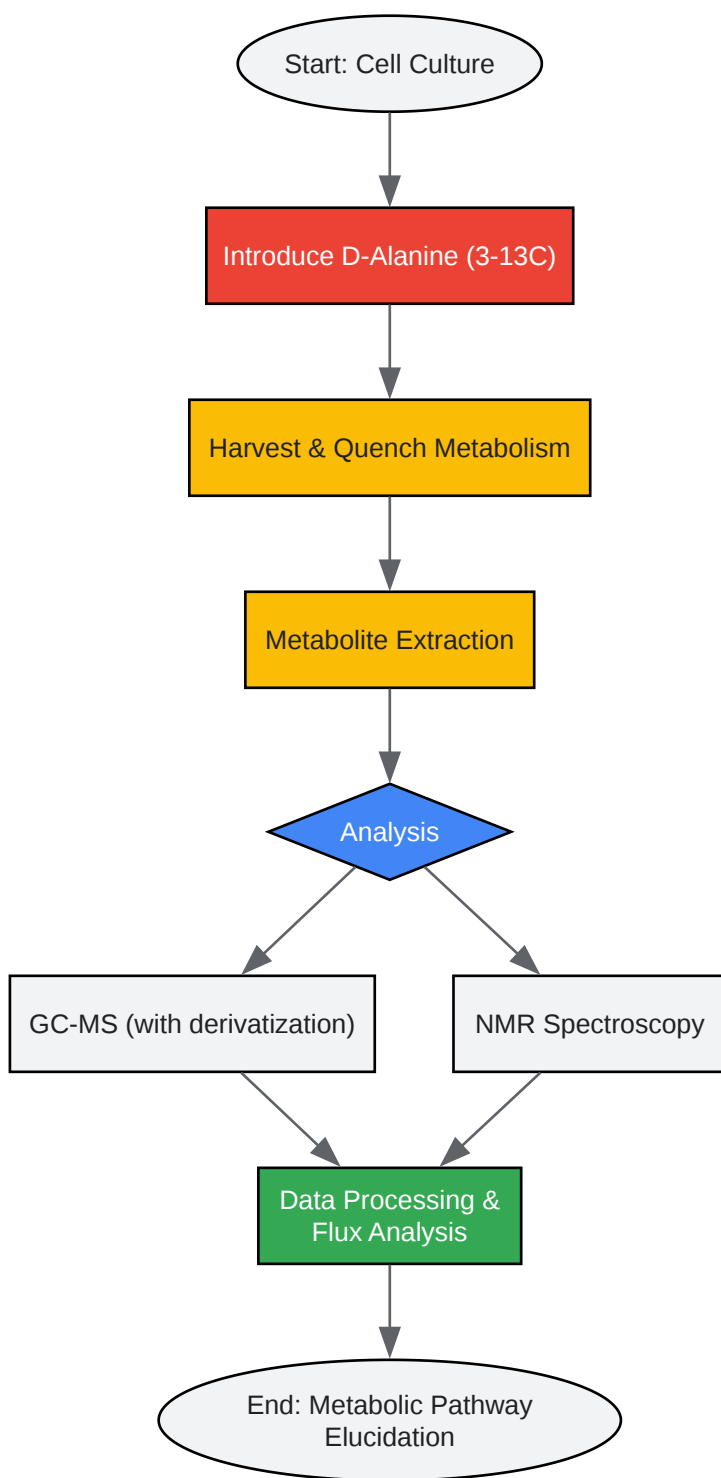 Start: Cell Culture
Introduce D-Alanine (3-13C)
Harvest & Quench Metabolism
Metabolite Extraction
Analysis
GC-MS (with derivatization)
NMR Spectroscopy
Data Processing &
Flux Analysis
End: Metabolic Pathway
Elucidation